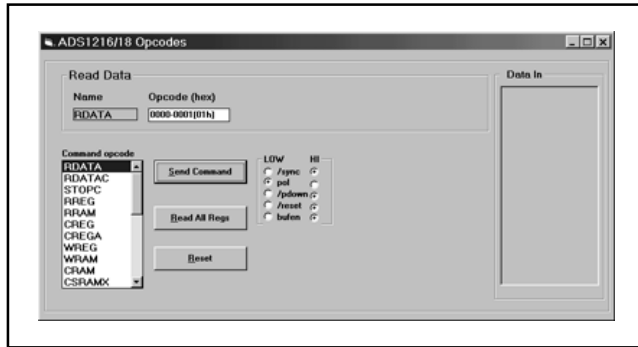 ADS1216/18 Opcodes
Read Data
Name Opcode (hex)
RDATA 0000-0001(01h)
Data In
Command opcode
RDATA
RDATAC
STOPC
RREG
RRAM
CREG
CREGA
WREG
WRAM
CRAM
CSRAMX
Send Command
Read All Regs
Reset
LOW HI
/sync
pol
/pdown
/reset
bufen